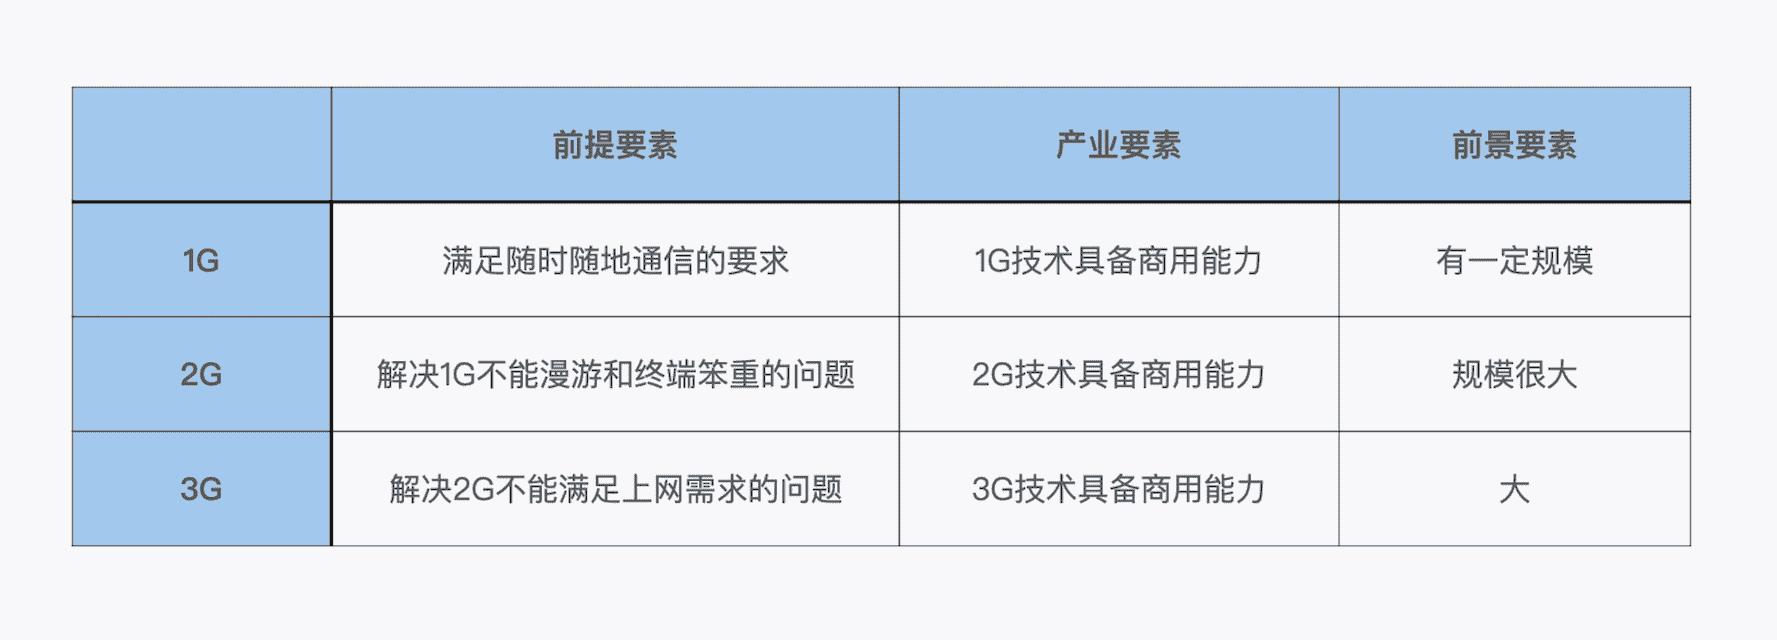 前提要素 产业要素 前景要素
1G 满足随时随地通信的要求 1G技术具备商用能力 有一定规模
2G 解决1G不能漫游和终端笨重的问题 2G技术具备商用能力 规模很大
3G 解决2G不能满足上网需求的问题 3G技术具备商用能力 大